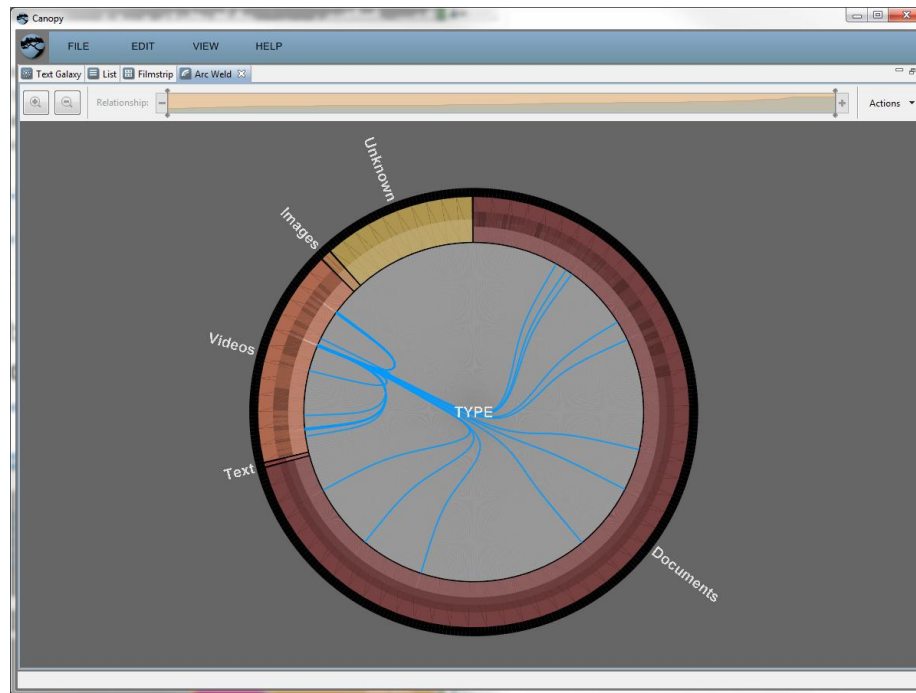 Canopy
FILE EDIT VIEW HELP
Text Galaxy List Filmstrip Arc Weld
Relationship: Actions
Unknown
Images
Videos
TYPE
Text
Documents